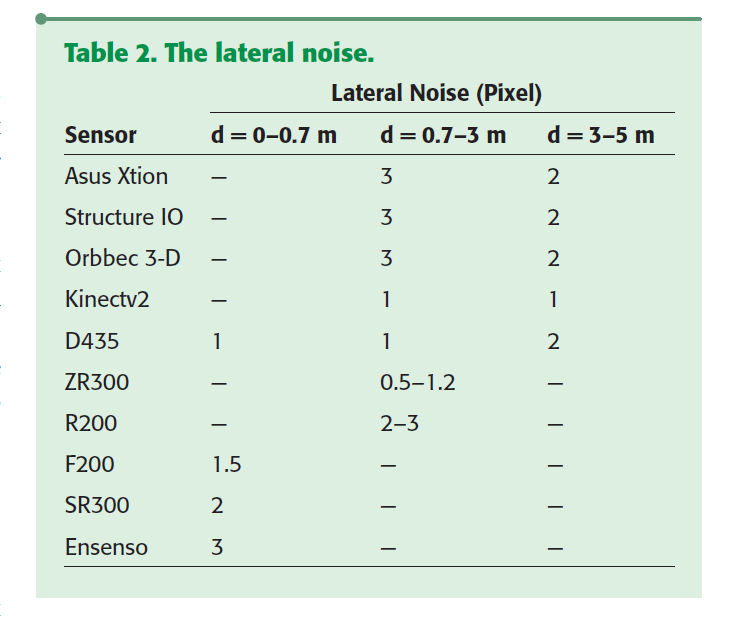 Table 2. The lateral noise.
Lateral Noise (Pixel)
Sensor d = 0–0.7 m d = 0.7–3 m d = 3–5 m
Asus Xtion – 3 2
Structure IO – 3 2
Orbbec 3-D – 3 2
Kinectv2 – 1 1
D435 1 1 2
ZR300 – 0.5–1.2 –
R200 – 2–3 –
F200 1.5 – –
SR300 2 – –
Ensenso 3 – –